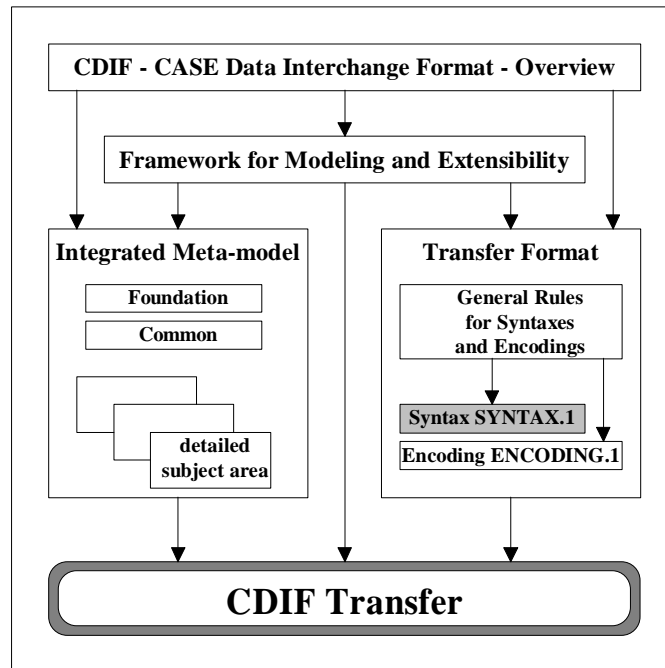 CDIF - CASE Data Interchange Format - Overview
Framework for Modeling and Extensibility
Integrated Meta-model
Foundation
Common
detailed
subject area
Transfer Format
General Rules
for Syntaxes
and Encodings
Syntax SYNTAX.1
Encoding ENCODING.1
CDIF Transfer